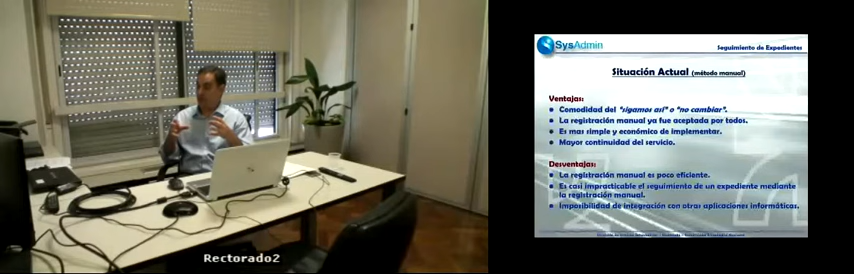 Rectorado2
SysAdmin
Seguimiento de Expedientes
Situación Actual (método manual)
Ventajas:
Comodidad del "sigamos así" o "no cambiar".
La registración manual ya fue aceptada por todos.
Es mas simple y económico de implementar.
Mayor continuidad del servicio.
Desventajas:
La registración manual es poco eficiente.
Es casi impracticable el seguimiento de un expediente mediante
la registración manual.
Imposibilidad de integración con otras aplicaciones informáticas.